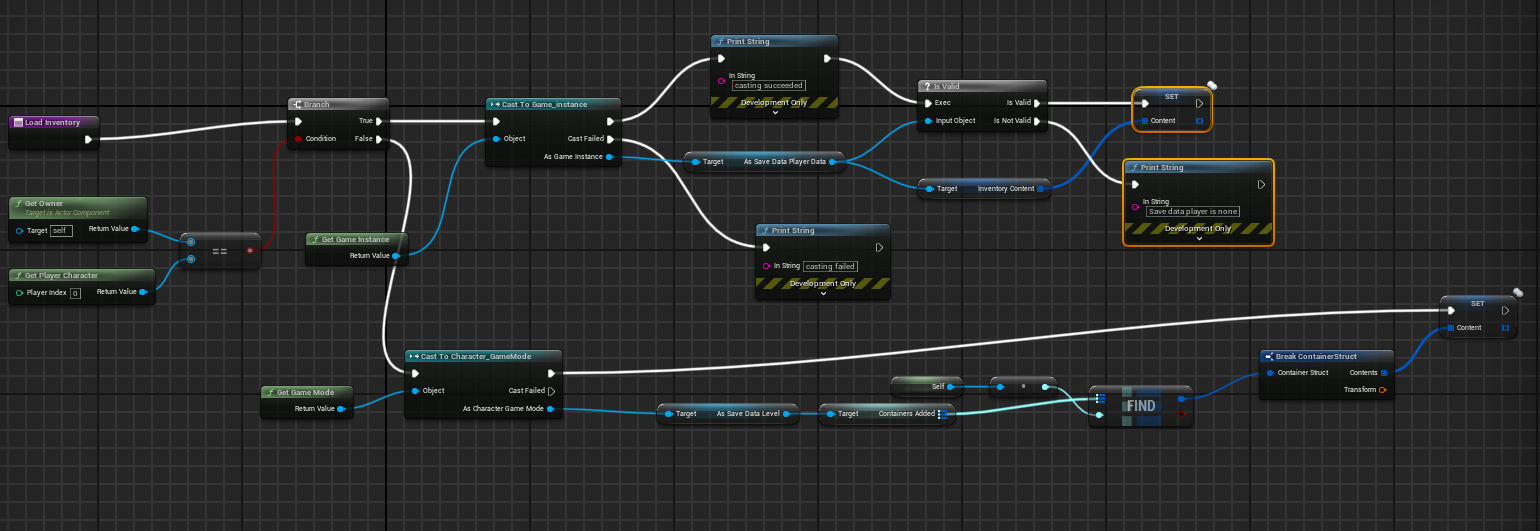 Print String
In String
casting succeeded
Development Only
Is Valid
Exec
Is Valid
Input Object
Is Not Valid
SET
Content
Branch
True
Condition
False
Cast To Game_instance
Object
Cast Failed
As Game Instance
Load Inventory
Target
As Save Data Player Data
Target
Inventory Content
Print String
In String
Save data player is none
Development Only
Get Owner
Target is Actor Component
Target
self
Return Value
==
Get Game Instance
Return Value
Print String
In String
casting failed
Development Only
Get Player Character
Player Index
0
Return Value
SET
Content
Cast To Character_GameMode
Object
Cast Failed
As Character Game Mode
Get Game Mode
Return Value
Target
As Save Data Level
Target
Containers Added
Self
FIND
Break ContainerStruct
Container Struct
Contents
Transform